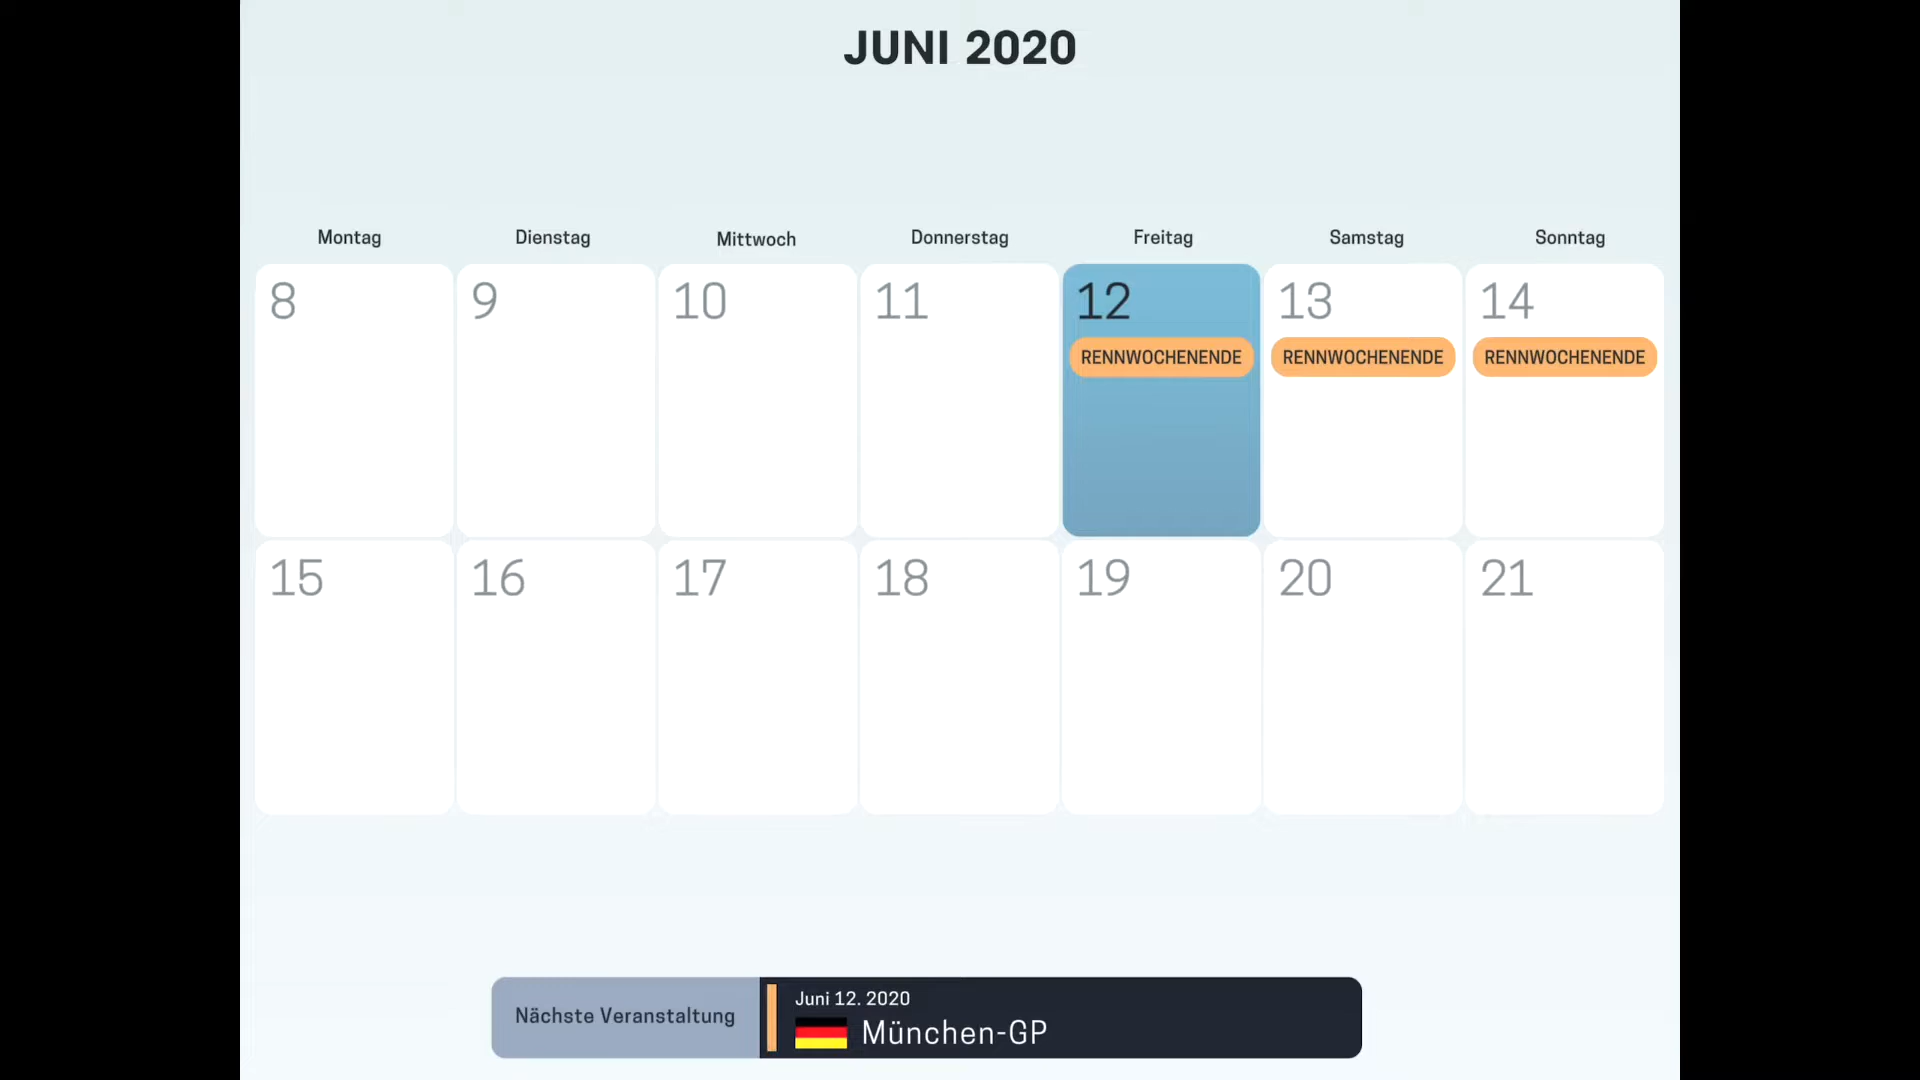 JUNI 2020
Montag Dienstag Mittwoch Donnerstag Freitag Samstag Sonntag
8 9 10 11 12 13 14
RENNWOCHENENDE RENNWOCHENENDE RENNWOCHENENDE
15 16 17 18 19 20 21
Nächste Veranstaltung
Juni 12. 2020
München-GP